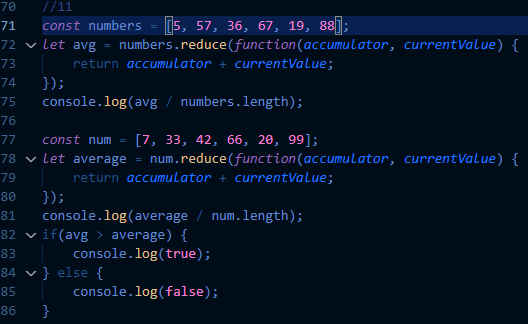 70 //11
71 const numbers = [5, 57, 36, 67, 19, 88];
72 let avg = numbers.reduce(function(accumulator, currentValue) {
73     return accumulator + currentValue;
74 });
75 console.log(avg / numbers.length);
76
77 const num = [7, 33, 42, 66, 20, 99];
78 let average = num.reduce(function(accumulator, currentValue) {
79     return accumulator + currentValue;
80 });
81 console.log(average / num.length);
82 if(avg > average) {
83     console.log(true);
84 } else {
85     console.log(false);
86 }